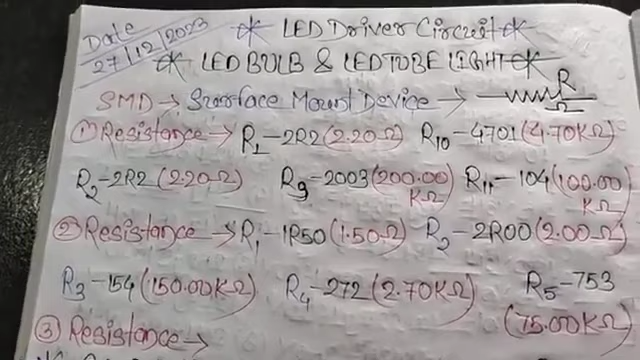 Date
27/12/2023
* LED Driver Circuit *
* LED BULB & LED TUBE LIGHT *
SMD → Surrface Mount Device → R
Ω
① Resistance → R1-2R2 (2.20Ω) R10-4701 (4.70KΩ)
R2-2R2 (2.20Ω) R9-2003 (200.00 KΩ) R11-104 (100.00 KΩ)
② Resistance → R1-1R50 (1.50Ω) R2-2R00 (2.00Ω)
R3-154 (150.00KΩ) R4-272 (2.70KΩ) R5-753
(75.00KΩ)
③ Resistance →